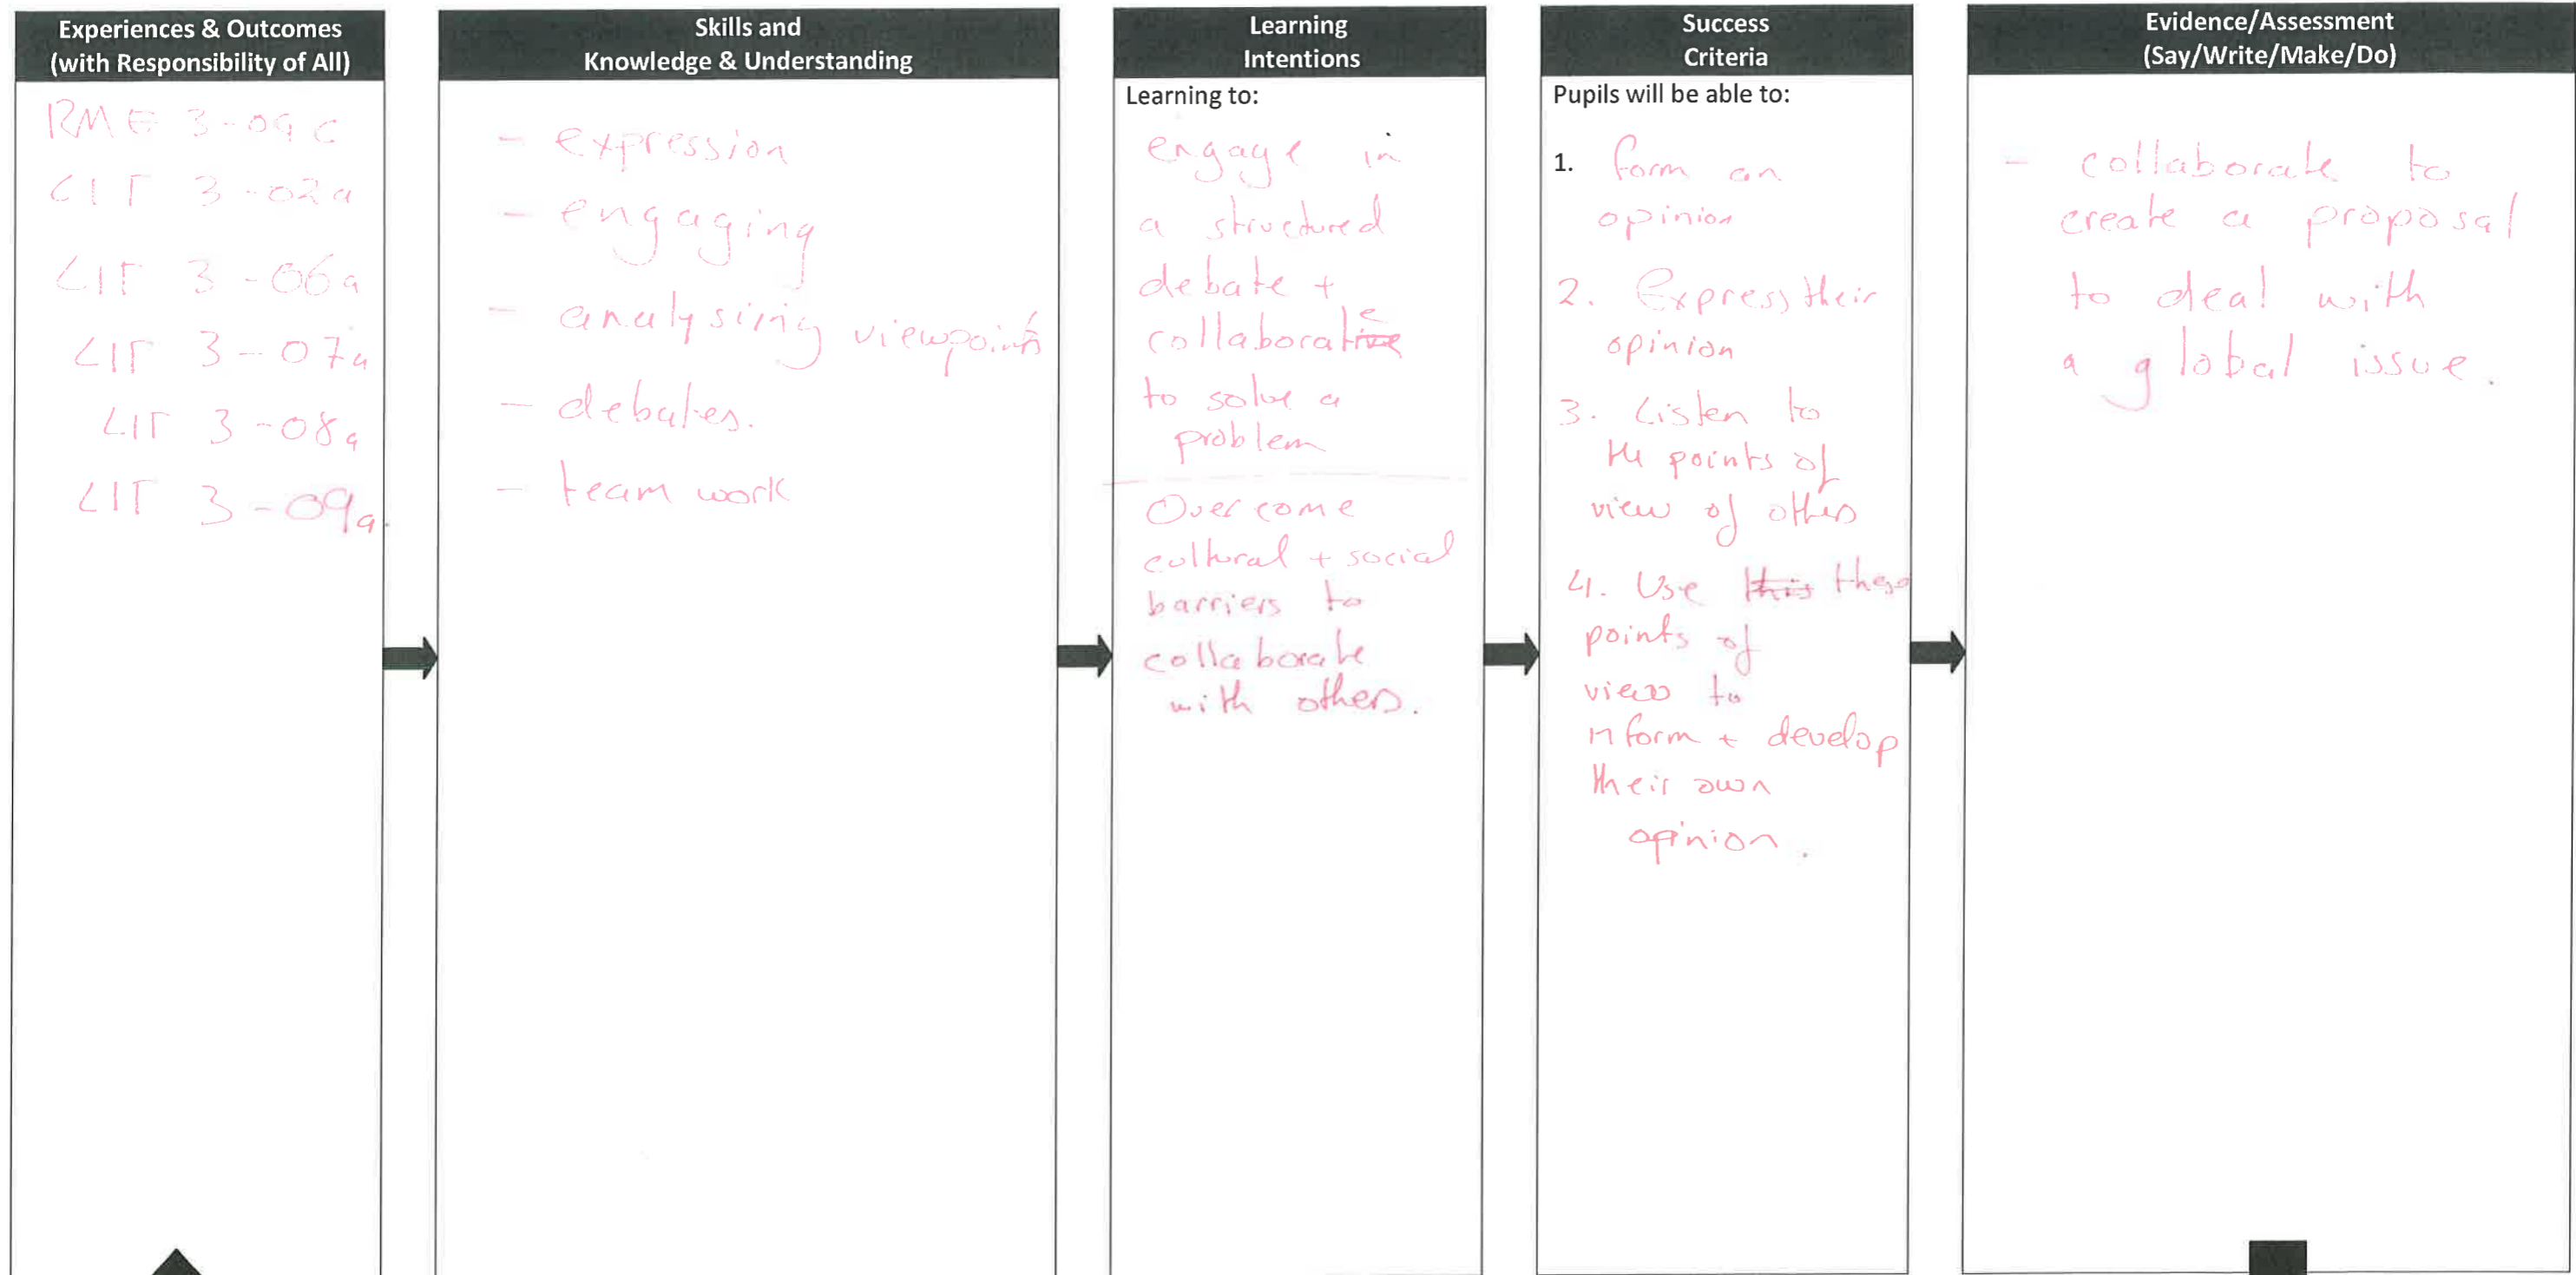 Experiences & Outcomes
(with Responsibility of All)
RME 3-09c
LIT 3-02a
LIT 3-06a
LIT 3-07a
LIT 3-08a
LIT 3-09a.
Skills and
Knowledge & Understanding
- expression
- engaging
- analysing viewpoints
- debates.
- team work
Learning
Intentions
Learning to:
engage in
a structured
debate +
collaborate
to solve a
problem
Overcome
cultural + social
barriers to
collaborate
with others.
Success
Criteria
Pupils will be able to:
1. form an
opinion
2. Express their
opinion
3. Listen to
the points of
view of others
4. Use this these
points of
view to
inform + develop
their own
opinion.
Evidence/Assessment
(Say/Write/Make/Do)
- collaborate to
create a proposal
to deal with
a global issue.